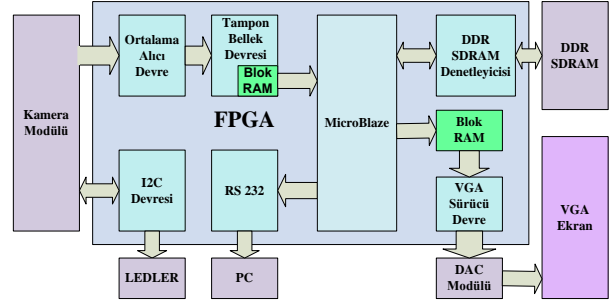 Kamera
Modülü
Ortalama
Alıcı
Devre
Tampon
Bellek
Devresi
Blok
RAM
FPGA
MicroBlaze
DDR
SDRAM
Denetleyicisi
DDR
SDRAM
Blok
RAM
I2C
Devresi
RS 232
VGA
Sürücü
Devre
VGA
Ekran
LEDLER
PC
DAC
Modülü